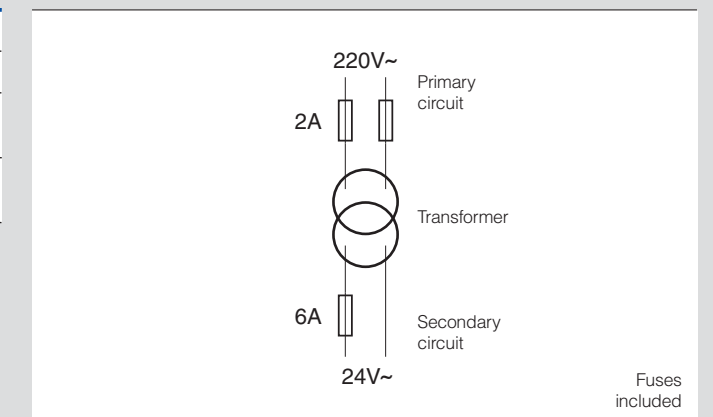 220V~
Primary
circuit
2A
Transformer
6A
Secondary
circuit
24V~
Fuses
included